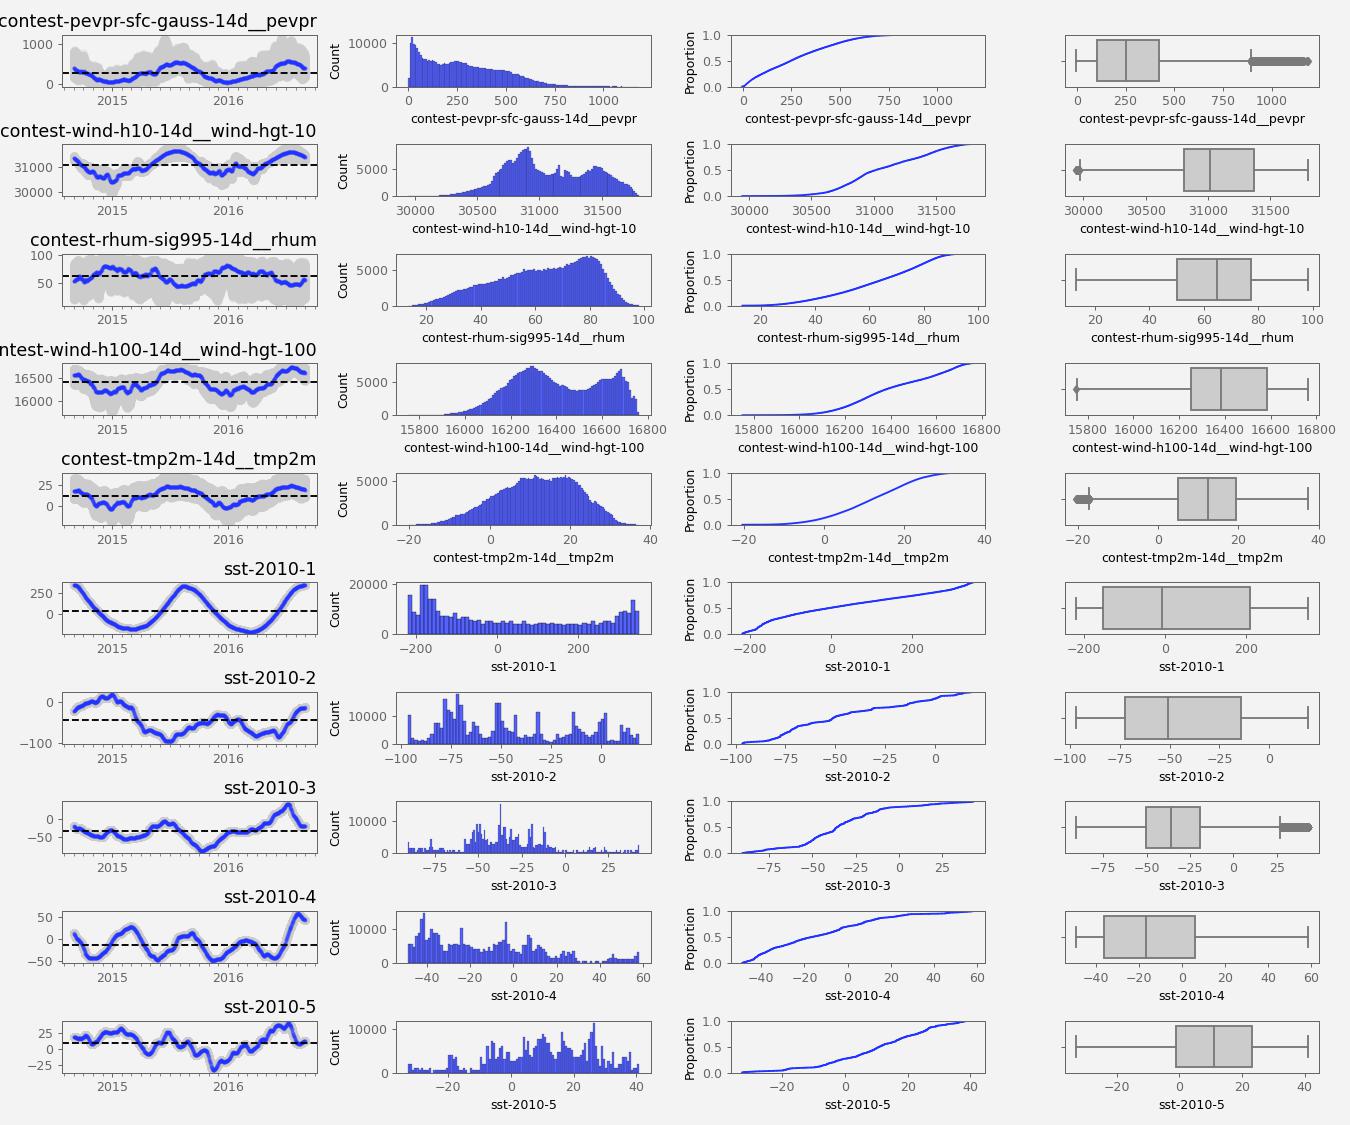 contest-pevpr-sfc-gauss-14d__pevpr
1000
0
2015 2016
Count
10000
0
0 250 500 750 1000
contest-pevpr-sfc-gauss-14d__pevpr
Proportion
1.0
0.5
0.0
0 250 500 750 1000
contest-pevpr-sfc-gauss-14d__pevpr
0 250 500 750 1000
contest-pevpr-sfc-gauss-14d__pevpr
contest-wind-h10-14d__wind-hgt-10
31000
30000
2015 2016
Count
5000
0
30000 30500 31000 31500
contest-wind-h10-14d__wind-hgt-10
Proportion
1.0
0.5
0.0
30000 30500 31000 31500
contest-wind-h10-14d__wind-hgt-10
30000 30500 31000 31500
contest-wind-h10-14d__wind-hgt-10
contest-rhum-sig995-14d__rhum
100
50
2015 2016
Count
5000
0
20 40 60 80 100
contest-rhum-sig995-14d__rhum
Proportion
1.0
0.5
0.0
20 40 60 80 100
contest-rhum-sig995-14d__rhum
20 40 60 80 100
contest-rhum-sig995-14d__rhum
ntest-wind-h100-14d__wind-hgt-100
16500
16000
2015 2016
Count
5000
0
15800 16000 16200 16400 16600 16800
contest-wind-h100-14d__wind-hgt-100
Proportion
1.0
0.5
0.0
15800 16000 16200 16400 16600 16800
contest-wind-h100-14d__wind-hgt-100
15800 16000 16200 16400 16600 16800
contest-wind-h100-14d__wind-hgt-100
contest-tmp2m-14d__tmp2m
25
0
2015 2016
Count
5000
0
−20 0 20 40
contest-tmp2m-14d__tmp2m
Proportion
1.0
0.5
0.0
−20 0 20 40
contest-tmp2m-14d__tmp2m
−20 0 20 40
contest-tmp2m-14d__tmp2m
sst-2010-1
250
0
2015 2016
Count
20000
0
−200 0 200
sst-2010-1
Proportion
1.0
0.5
0.0
−200 0 200
sst-2010-1
−200 0 200
sst-2010-1
sst-2010-2
0
−100
2015 2016
Count
10000
0
−100 −75 −50 −25 0
sst-2010-2
Proportion
1.0
0.5
0.0
−100 −75 −50 −25 0
sst-2010-2
−100 −75 −50 −25 0
sst-2010-2
sst-2010-3
0
−50
2015 2016
Count
10000
0
−75 −50 −25 0 25
sst-2010-3
Proportion
1.0
0.5
0.0
−75 −50 −25 0 25
sst-2010-3
−75 −50 −25 0 25
sst-2010-3
sst-2010-4
50
0
−50
2015 2016
Count
10000
0
−40 −20 0 20 40 60
sst-2010-4
Proportion
1.0
0.5
0.0
−40 −20 0 20 40 60
sst-2010-4
−40 −20 0 20 40 60
sst-2010-4
sst-2010-5
25
0
−25
2015 2016
Count
10000
0
−20 0 20 40
sst-2010-5
Proportion
1.0
0.5
0.0
−20 0 20 40
sst-2010-5
−20 0 20 40
sst-2010-5